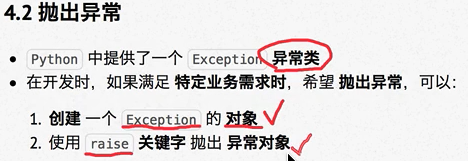 4.2 抛出异常
• Python 中提供了一个 Exception 异常类
• 在开发时，如果满足 特定业务需求时，希望 抛出异常，可以：
1. 创建 一个 Exception 的 对象
2. 使用 raise 关键字 抛出 异常对象